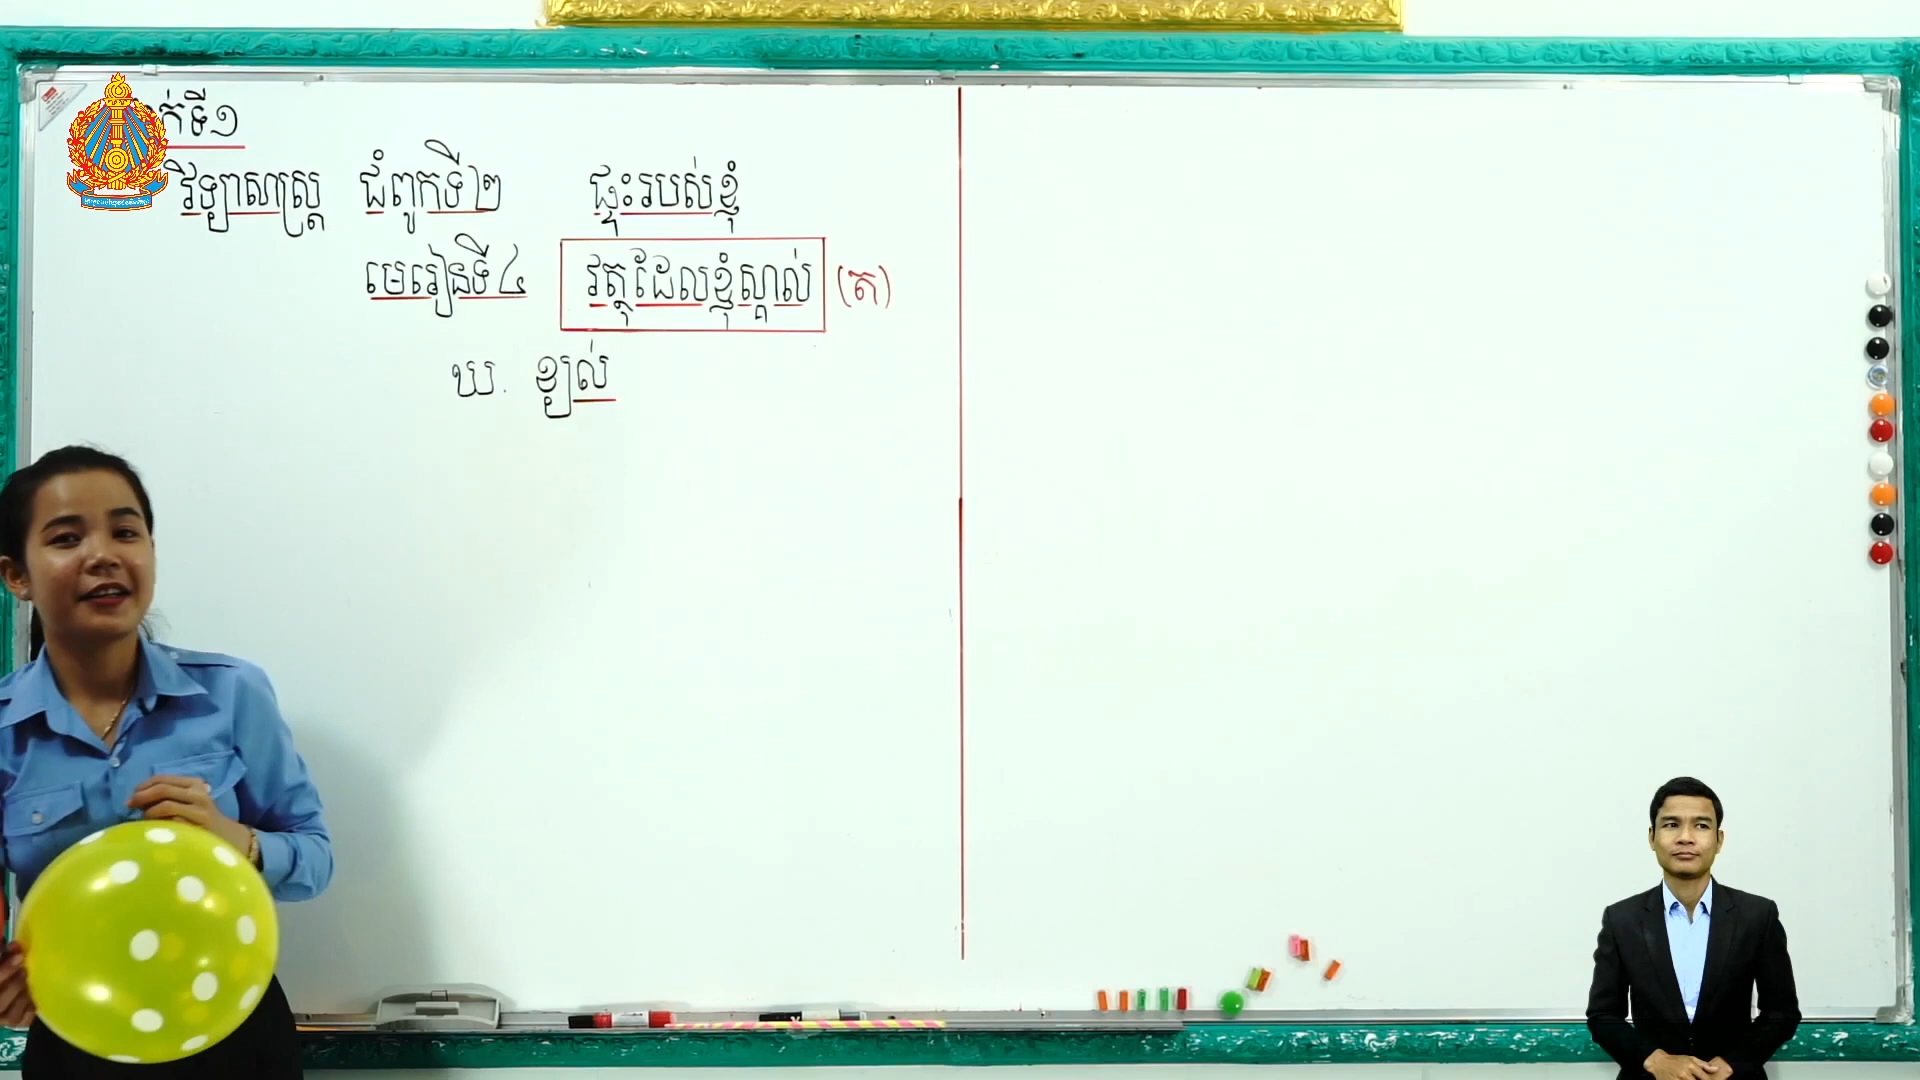 ក់ទី១
វិទ្យាសាស្ត្រ ជំពូកទី២ ផ្ទះរបស់ខ្ញុំ
មេរៀនទី៤ វត្ថុដែលខ្ញុំស្គាល់ (ត)
ឃ. ខ្យល់